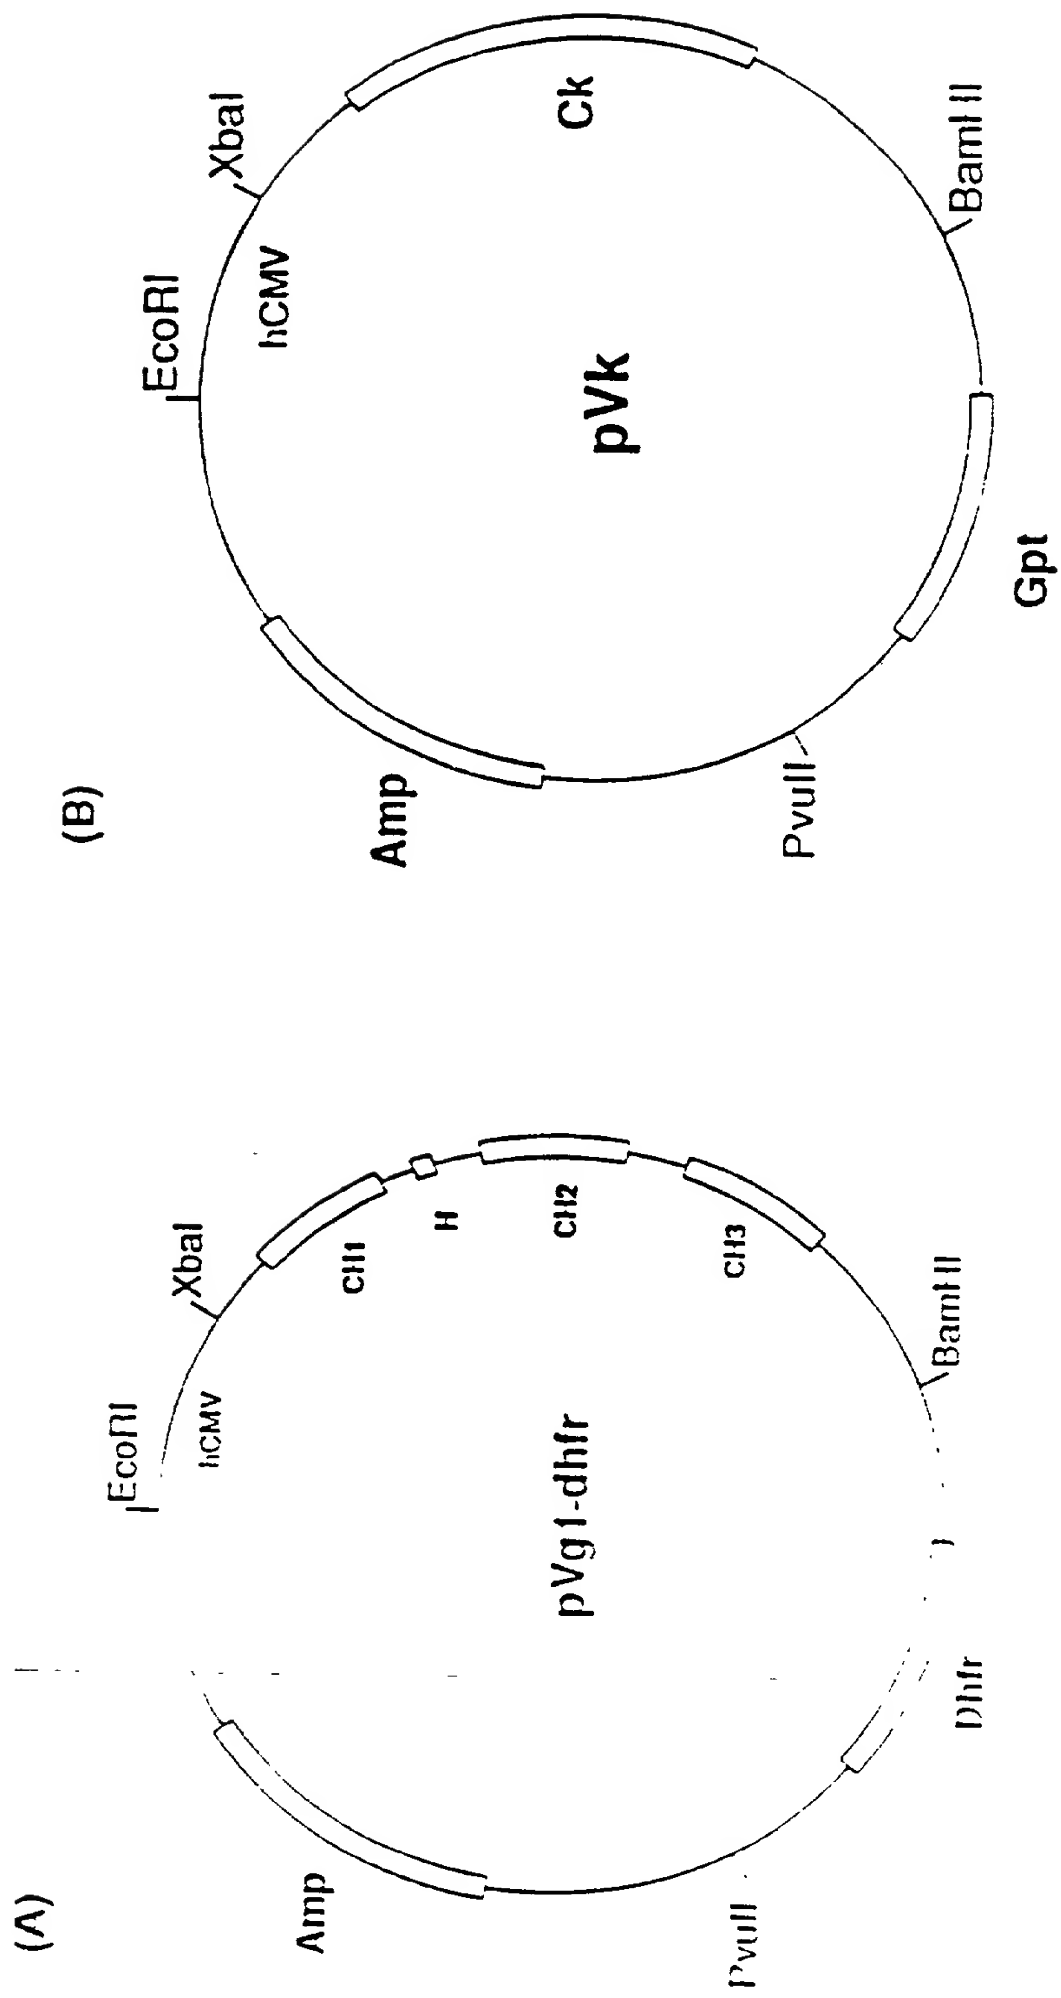 (A)
EcoRI
XbaI
hCMV
CH1
H
CH2
CH3
BamHI
Dhfr
PvuII
Amp
pVg1-dhfr
(B)
EcoRI
XbaI
hCMV
Ck
BamHI
Gpt
PvuII
Amp
pVk